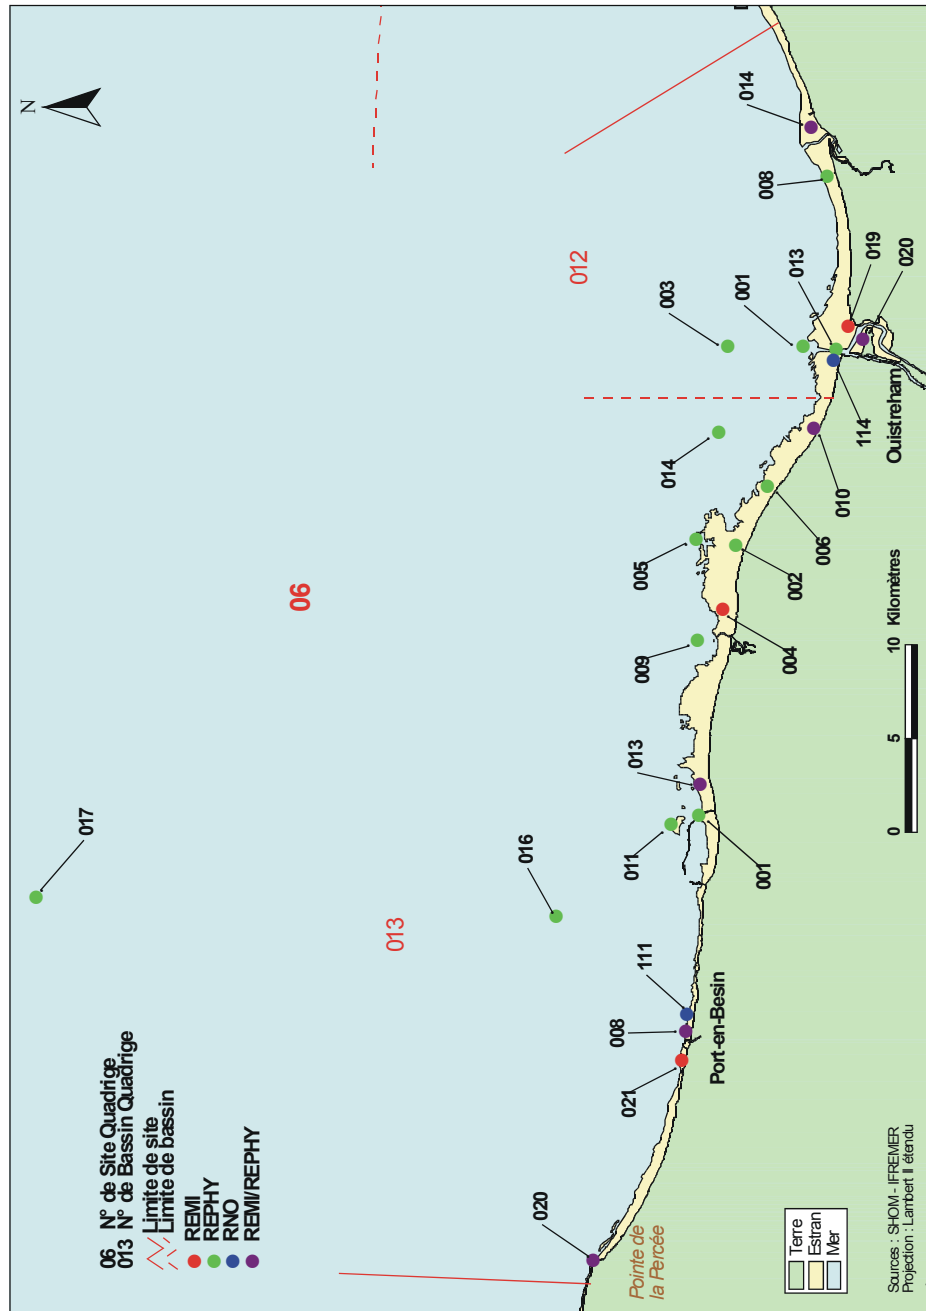 06 N° de Site Quadrige
013 N° de Bassin Quadrige
Limite de site
Limite de bassin
REMI
REPHY
RNO
REMI/REPHY
N
017
013
016
06
012
020
021
008
111
011
013
009
005
014
003
001
013
008
014
Pointe de
la Percée
Port-en-Besin
001
004
002
006
010
114
Ouistreham
019
020
Terre
Estran
Mer
0 5 10 Kilomètres
Sources : SHOM - IFREMER
Projection : Lambert II étendu